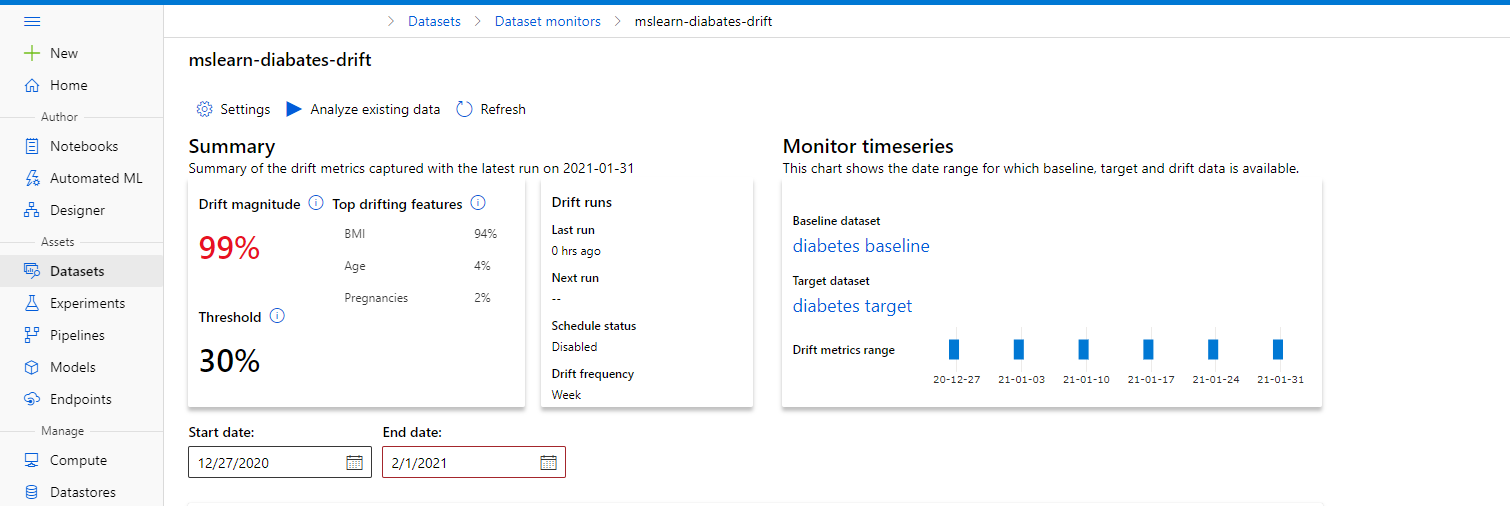 Datasets > Dataset monitors > mslearn-diabates-drift
New
Home
Author
Notebooks
Automated ML
Designer
Assets
Datasets
Experiments
Pipelines
Models
Endpoints
Manage
Compute
Datastores
mslearn-diabates-drift
Settings Analyze existing data Refresh
Summary
Summary of the drift metrics captured with the latest run on 2021-01-31
Drift magnitude
99%
Threshold
30%
Top drifting features
BMI 94%
Age 4%
Pregnancies 2%
Drift runs
Last run
0 hrs ago
Next run
--
Schedule status
Disabled
Drift frequency
Week
Monitor timeseries
This chart shows the date range for which baseline, target and drift data is available.
Baseline dataset
diabetes baseline
Target dataset
diabetes target
Drift metrics range
20-12-27 21-01-03 21-01-10 21-01-17 21-01-24 21-01-31
Start date: End date:
12/27/2020 2/1/2021